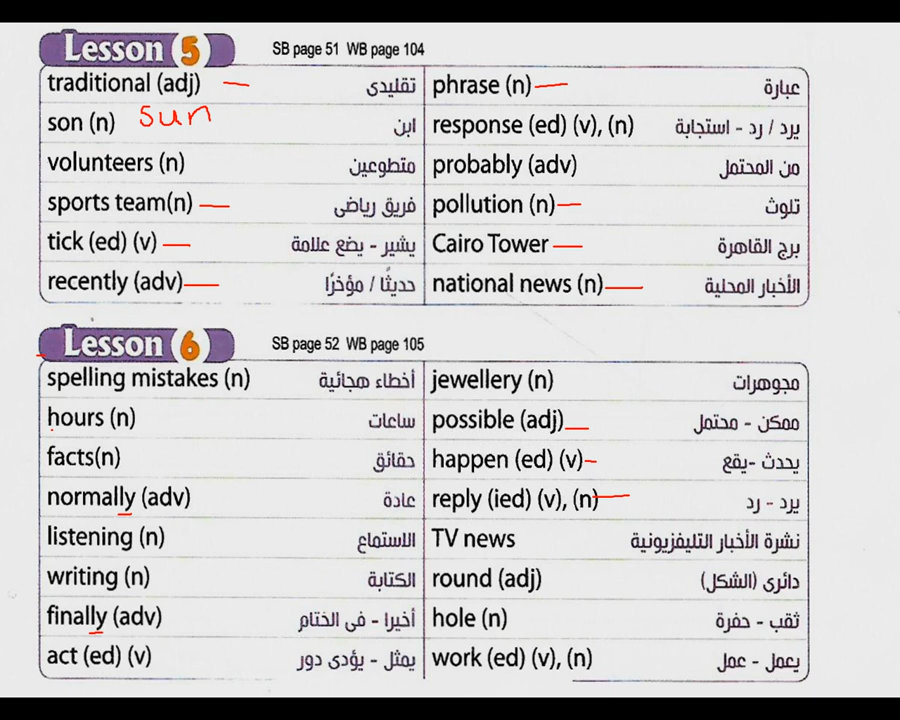 Lesson 5 SB page 51 WB page 104
traditional (adj) تقليدى phrase (n) عبارة
son (n) sun ابن response (ed) (v), (n) يرد / رد - استجابة
volunteers (n) متطوعين probably (adv) من المحتمل
sports team(n) فريق رياضى pollution (n) تلوث
tick (ed) (v) يشير - يضع علامة Cairo Tower برج القاهرة
recently (adv) حديثًا / مؤخرًا national news (n) الأخبار المحلية
Lesson 6 SB page 52 WB page 105
spelling mistakes (n) أخطاء هجائية jewellery (n) مجوهرات
hours (n) ساعات possible (adj) ممكن - محتمل
facts(n) حقائق happen (ed) (v) يحدث -يقع
normally (adv) عادة reply (ied) (v), (n) يرد - رد
listening (n) الاستماع TV news نشرة الأخبار التليفزيونية
writing (n) الكتابة round (adj) دائرى (الشكل)
finally (adv) أخيرا - فى الختام hole (n) ثقب - حفرة
act (ed) (v) يمثل - يؤدى دور work (ed) (v), (n) يعمل - عمل